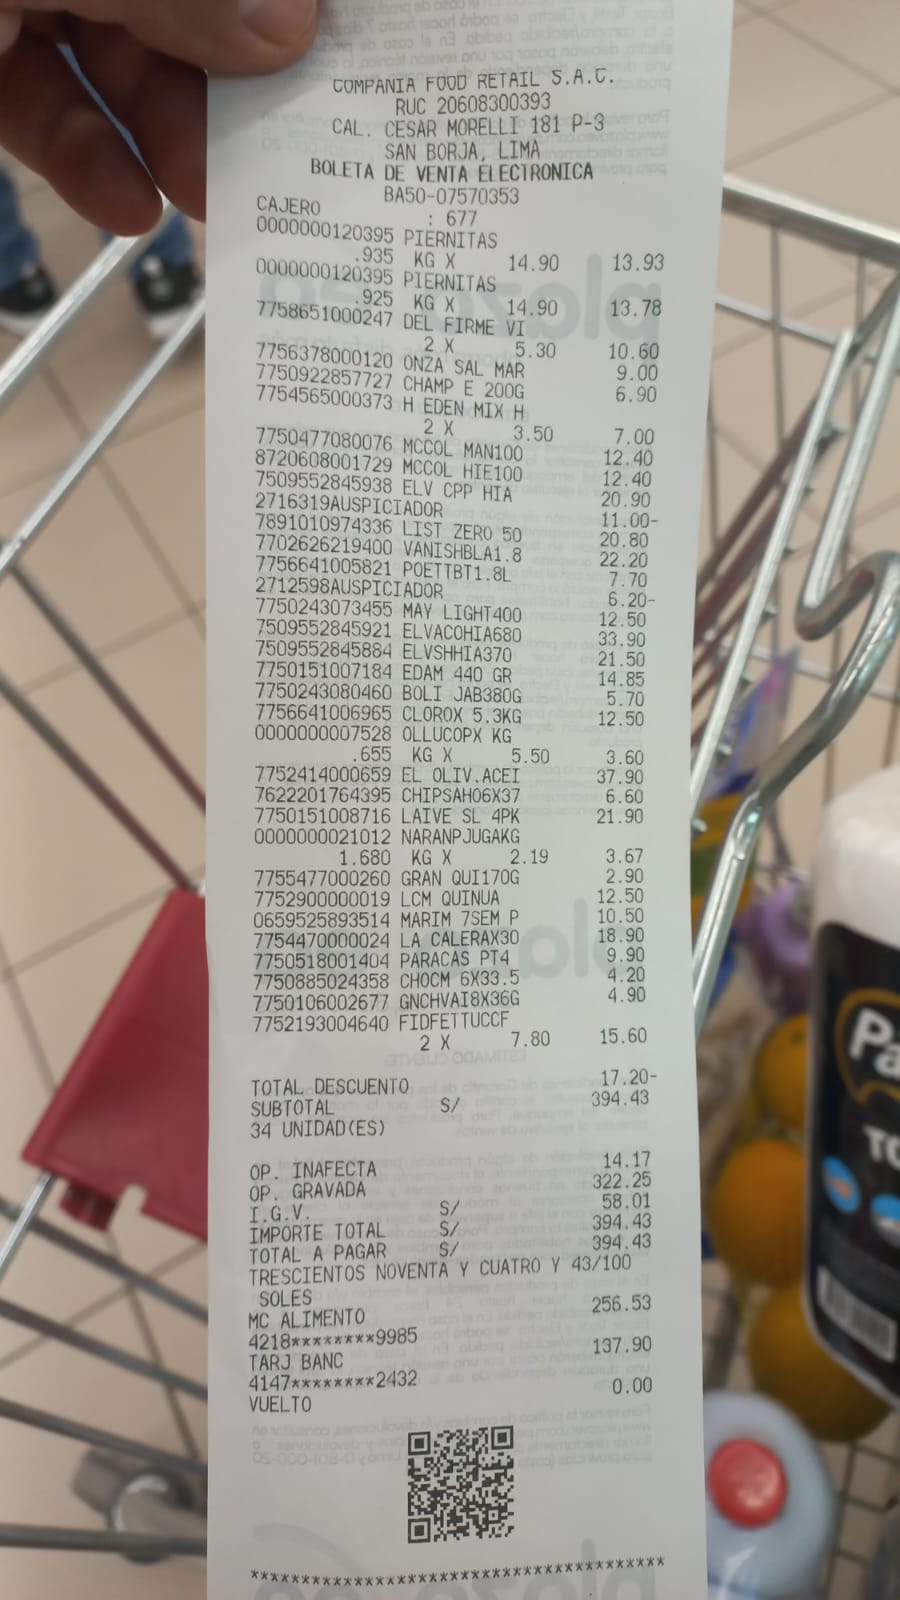 COMPANIA FOOD RETAIL S.A.C.
RUC 20608300393
CAL. CESAR MORELLI 181 P-3
SAN BORJA, LIMA
BOLETA DE VENTA ELECTRONICA
BA50-07570353
CAJERO : 677
0000000120395 PIERNITAS
.935 KG X 14.90 13.93
0000000120395 PIERNITAS
.925 KG X 14.90 13.78
7758651000247 DEL FIRME VI
2 X 5.30 10.60
7756378000120 ONZA SAL MAR 9.00
7750922857727 CHAMP E 200G 6.90
7754565000373 H EDEN MIX H
2 X 3.50 7.00
7750477080076 MCCOL MAN100 12.40
8720608001729 MCCOL HIE100 12.40
7509552845938 ELV CPP HIA 20.90
2716319AUSPICIADOR 11.00-
7891010974336 LIST ZERO 50 20.80
7702626219400 VANISHBLA1.8 22.20
7756641005821 POETTBT1.8L 7.70
2712598AUSPICIADOR 6.20-
7750243073455 MAY LIGHT400 12.50
7509552845921 ELVACOHIA680 33.90
7509552845884 ELVSHHIA370 21.50
7750151007184 EDAM 440 GR 14.85
7750243080460 BOLI JAB380G 5.70
7756641006965 CLOROX 5.3KG 12.50
0000000007528 OLLUCOPX KG
.655 KG X 5.50 3.60
7752414000659 EL OLIV.ACEI 37.90
7622201764395 CHIPSAHO6X37 6.60
7750151008716 LAIVE SL 4PK 21.90
0000000021012 NARANPJUGAKG
1.680 KG X 2.19 3.67
7755477000260 GRAN QUI170G 2.90
7752900000019 LCM QUINUA 12.50
0659525893514 MARIM 7SEM P 10.50
7754470000024 LA CALERAX30 18.90
7750518001404 PARACAS PT4 9.90
7750885024358 CHOCM 6X33.5 4.20
7750106002677 GNCHVAI8X36G 4.90
7752193004640 FIDFETTUCCF
2 X 7.80 15.60
TOTAL DESCUENTO 17.20-
SUBTOTAL S/ 394.43
34 UNIDAD(ES)
OP. INAFECTA 14.17
OP. GRAVADA 322.25
I.G.V. S/ 58.01
IMPORTE TOTAL S/ 394.43
TOTAL A PAGAR S/ 394.43
TRESCIENTOS NOVENTA Y CUATRO Y 43/100
SOLES
MC ALIMENTO 256.53
4218********9985
TARJ BANC 137.90
4147********2432
VUELTO 0.00
****************************************
Pa
TO